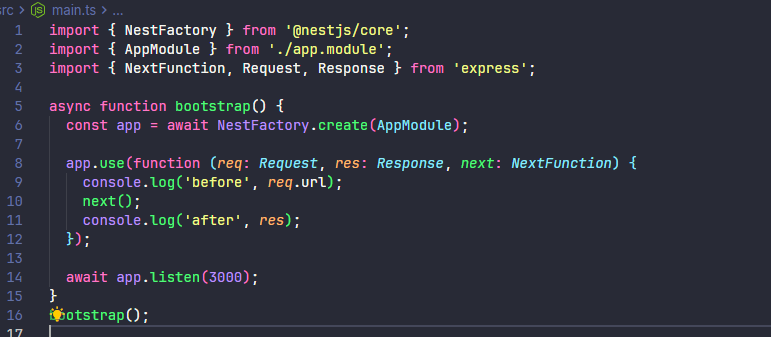 src > JS main.ts > ...
1 import { NestFactory } from '@nestjs/core';
2 import { AppModule } from './app.module';
3 import { NextFunction, Request, Response } from 'express';
4
5 async function bootstrap() {
6   const app = await NestFactory.create(AppModule);
7
8   app.use(function (req: Request, res: Response, next: NextFunction) {
9     console.log('before', req.url);
10     next();
11     console.log('after', res);
12   });
13
14   await app.listen(3000);
15 }
16 bootstrap();
17